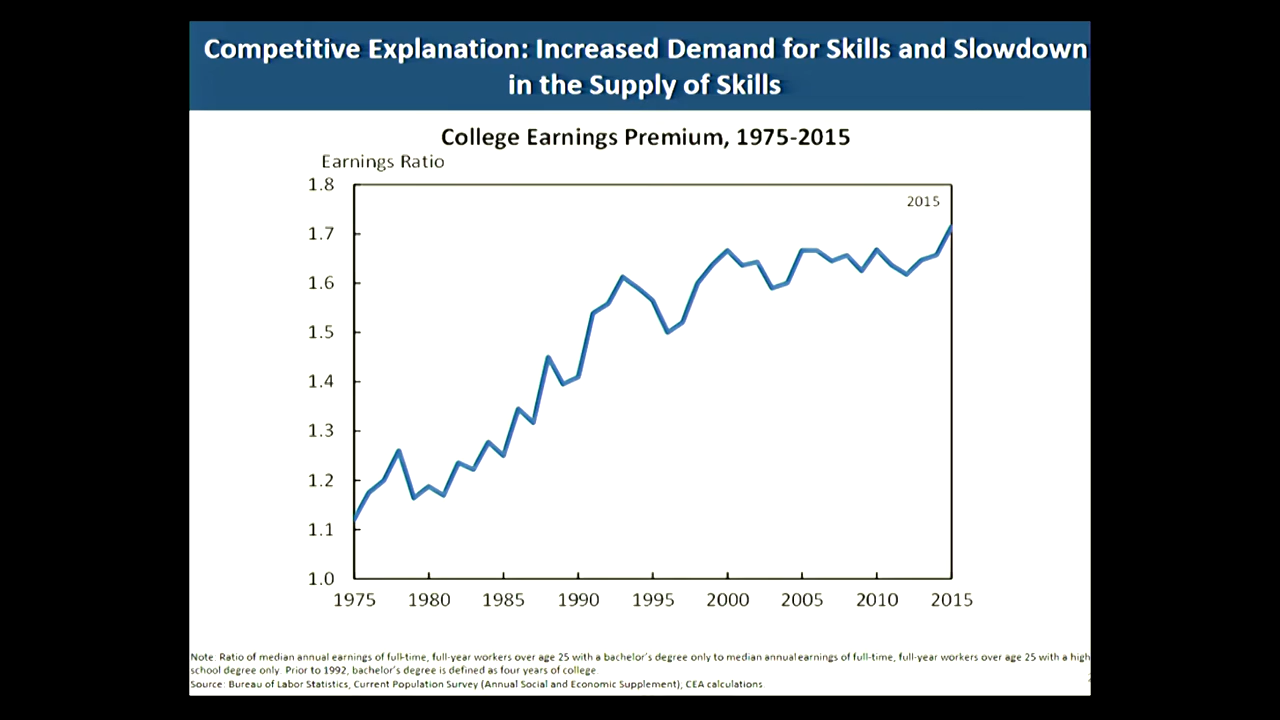 Competitive Explanation: Increased Demand for Skills and Slowdown
in the Supply of Skills
College Earnings Premium, 1975-2015
Earnings Ratio
1.8
2015
1.7
1.6
1.5
1.4
1.3
1.2
1.1
1.0
1975 1980 1985 1990 1995 2000 2005 2010 2015
Note: Ratio of median annual earnings of full-time, full-year workers over age 25 with a bachelor's degree only to median annual earnings of full-time, full-year workers over age 25 with a high
school degree only. Prior to 1992, bachelor's degree is defined as four years of college.
Source: Bureau of Labor Statistics, Current Population Survey (Annual Social and Economic Supplement), CEA calculations.